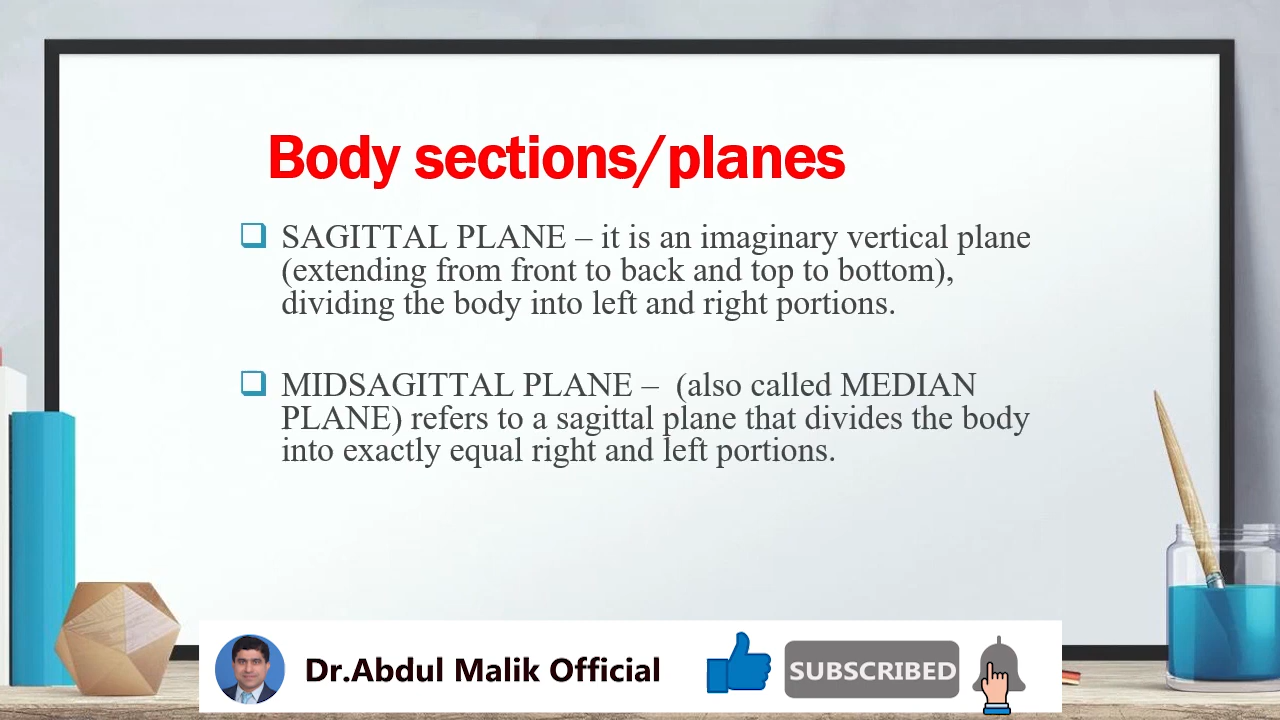 Body sections/planes
SAGITTAL PLANE – it is an imaginary vertical plane
(extending from front to back and top to bottom),
dividing the body into left and right portions.
MIDSAGITTAL PLANE –  (also called MEDIAN
PLANE) refers to a sagittal plane that divides the body
into exactly equal right and left portions.
Dr.Abdul Malik Official
SUBSCRIBED